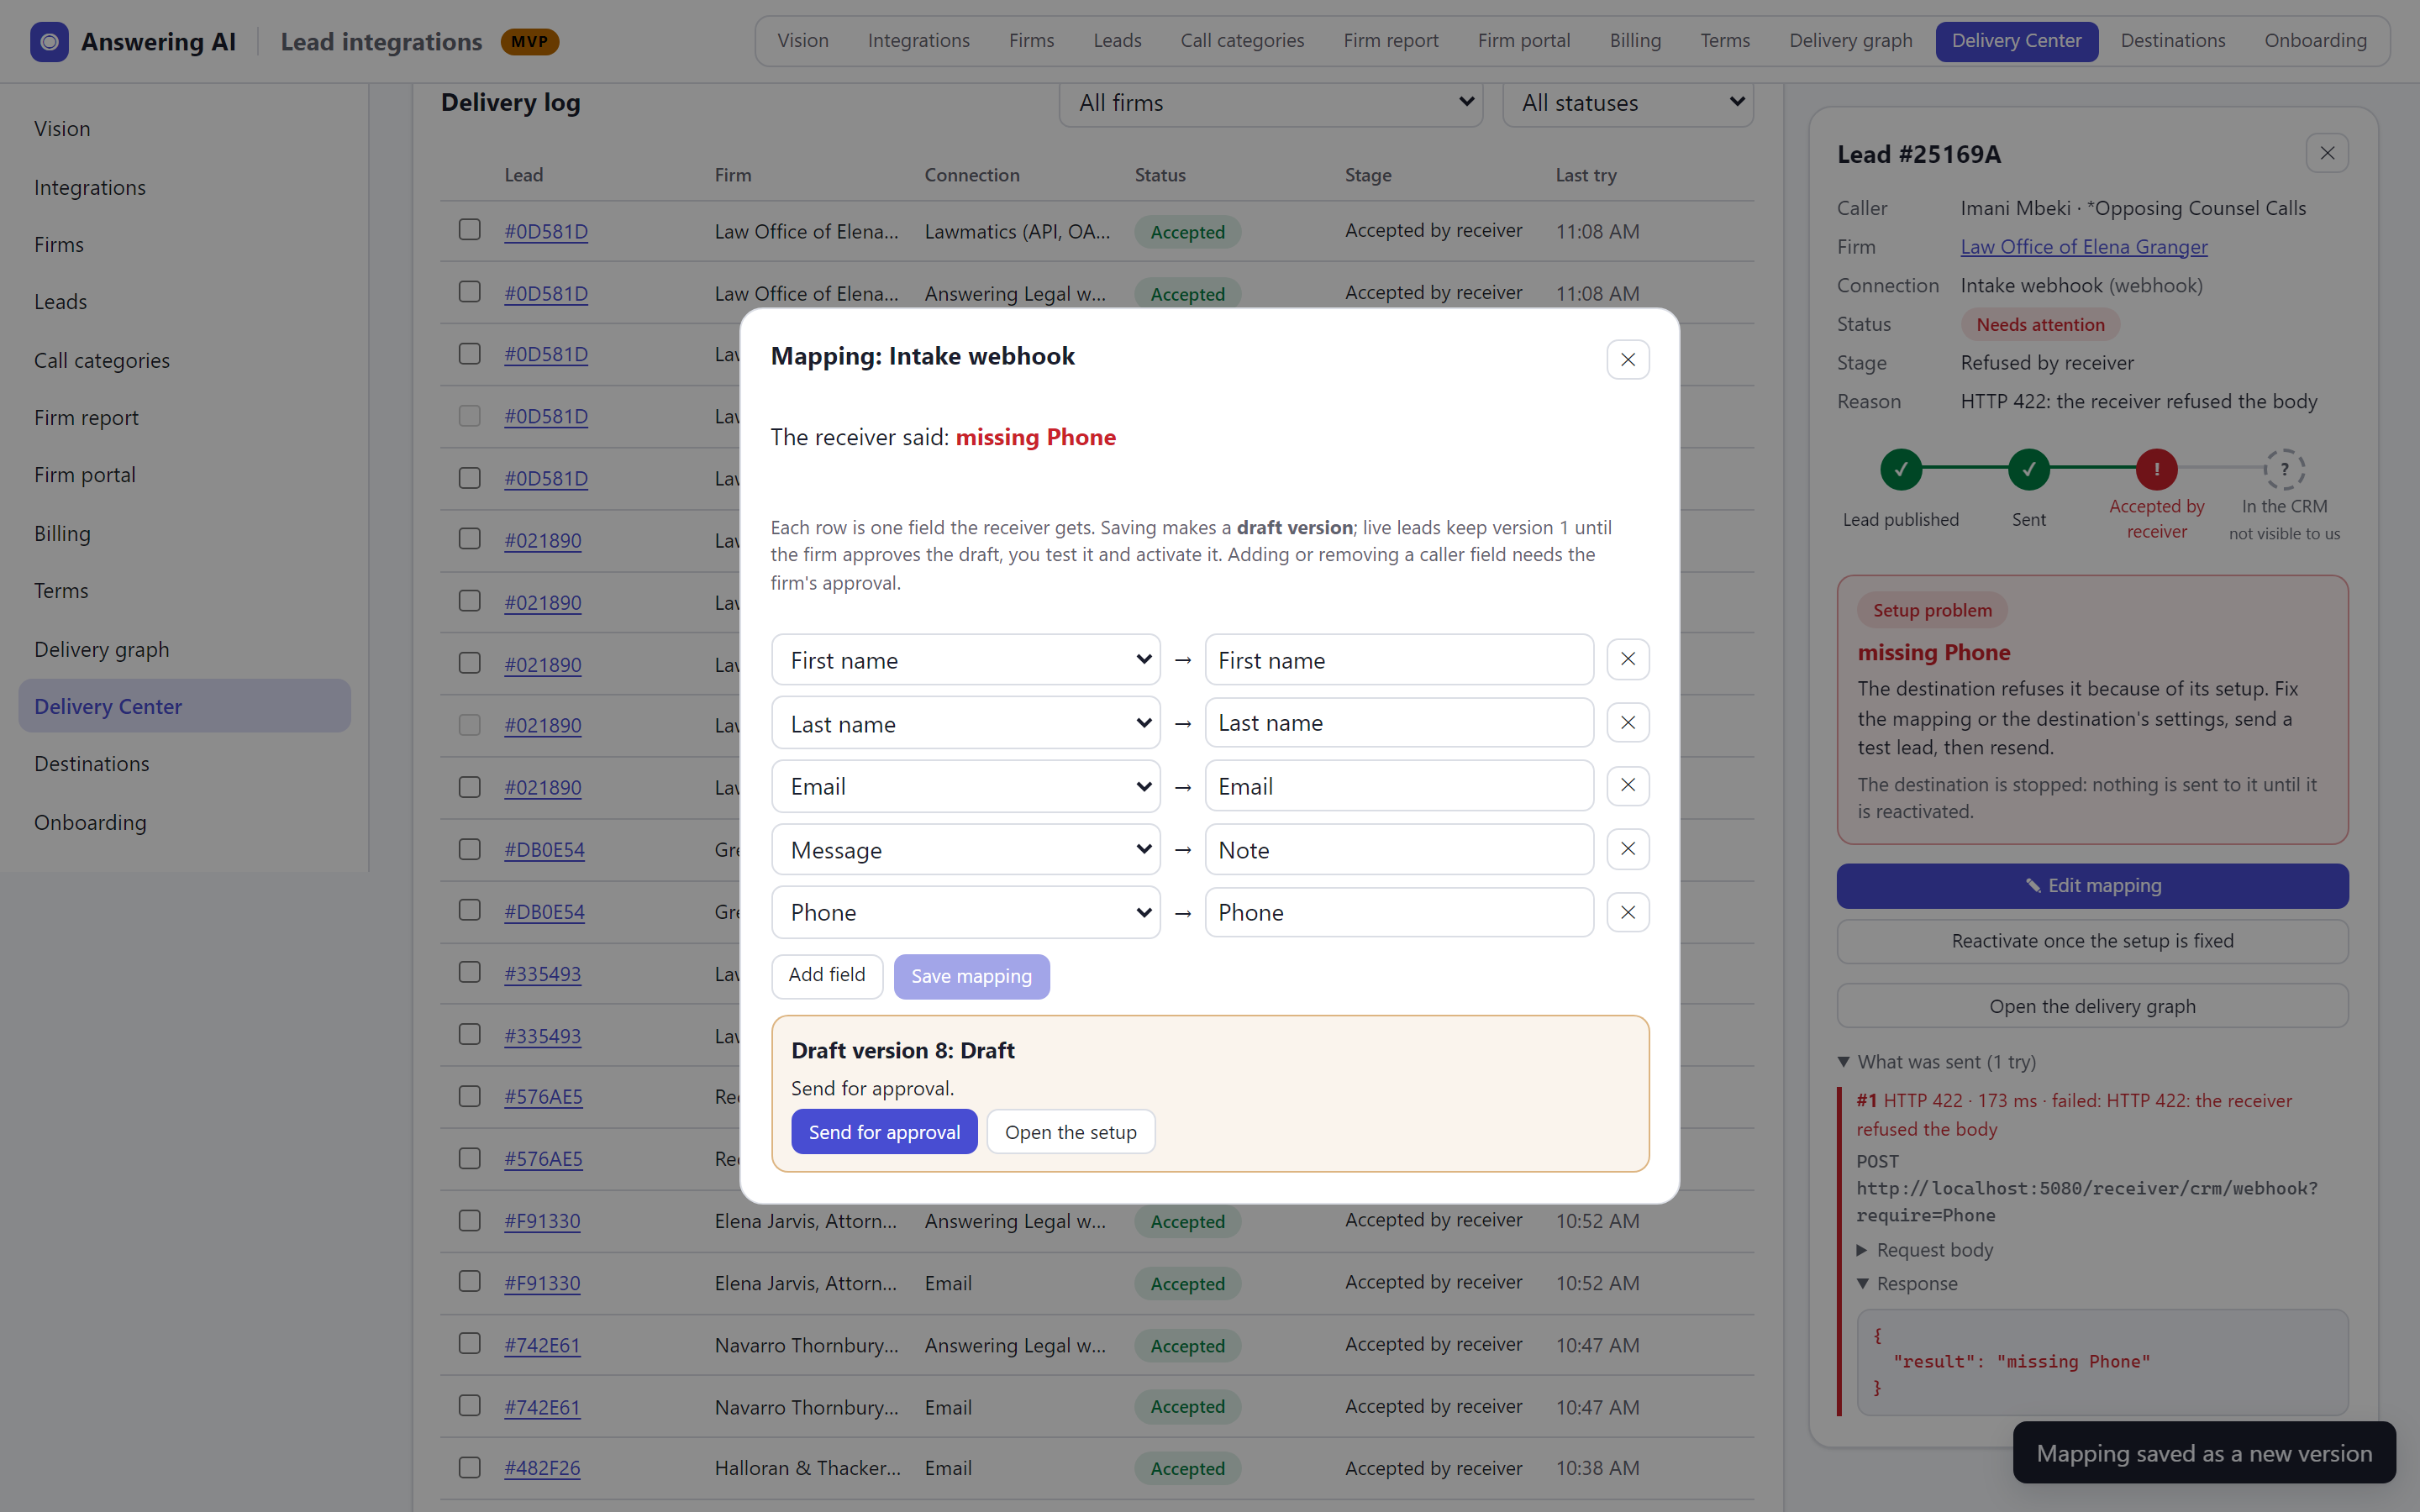 Answering AI
Lead integrations
MVP
Vision
Integrations
Firms
Leads
Call categories
Firm report
Firm portal
Billing
Terms
Delivery graph
Delivery Center
Destinations
Onboarding
Vision
Integrations
Firms
Leads
Call categories
Firm report
Firm portal
Billing
Terms
Delivery graph
Delivery Center
Destinations
Onboarding
Delivery log
All firms
All statuses
Lead Firm Connection Status Stage Last try
#0D581D Law Office of Elena... Lawmatics (API, OA... Accepted Accepted by receiver 11:08 AM
#0D581D Law Office of Elena... Answering Legal w... Accepted Accepted by receiver 11:08 AM
#0D581D
#0D581D
#0D581D
#021890
#021890
#021890
#021890
#021890
#DB0E54
#DB0E54
#335493
#335493
#576AE5
#576AE5
#F91330 Elena Jarvis, Attorn... Answering Legal w... Accepted Accepted by receiver 10:52 AM
#F91330 Elena Jarvis, Attorn... Email Accepted Accepted by receiver 10:52 AM
#742E61 Navarro Thornbury... Answering Legal w... Accepted Accepted by receiver 10:47 AM
#742E61 Navarro Thornbury... Email Accepted Accepted by receiver 10:47 AM
#482F26 Halloran & Thacker... Email Accepted Accepted by receiver 10:38 AM
Mapping: Intake webhook
The receiver said: missing Phone
Each row is one field the receiver gets. Saving makes a draft version; live leads keep version 1 until
the firm approves the draft, you test it and activate it. Adding or removing a caller field needs the
firm's approval.
First name → First name
Last name → Last name
Email → Email
Message → Note
Phone → Phone
Add field
Save mapping
Draft version 8: Draft
Send for approval.
Send for approval
Open the setup
Lead #25169A
Caller Imani Mbeki · *Opposing Counsel Calls
Firm Law Office of Elena Granger
Connection Intake webhook (webhook)
Status Needs attention
Stage Refused by receiver
Reason HTTP 422: the receiver refused the body
Lead published
Sent
Accepted by
receiver
In the CRM
not visible to us
Setup problem
missing Phone
The destination refuses it because of its setup. Fix
the mapping or the destination's settings, send a
test lead, then resend.
The destination is stopped: nothing is sent to it until it
is reactivated.
Edit mapping
Reactivate once the setup is fixed
Open the delivery graph
What was sent (1 try)
#1 HTTP 422 · 173 ms · failed: HTTP 422: the receiver
refused the body
POST
http://localhost:5080/receiver/crm/webhook?
require=Phone
Request body
Response
{
"result": "missing Phone"
}
Mapping saved as a new version